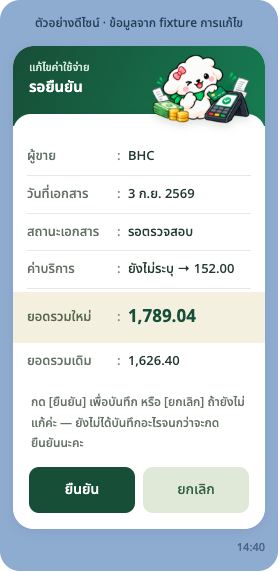 ตัวอย่างดีไซน์ · ข้อมูลจาก fixture การแก้ไข
แก้ไขค่าใช้จ่าย
รอยืนยัน
ผู้ขาย : BHC
วันที่เอกสาร : 3 ก.ย. 2569
สถานะเอกสาร : รอตรวจสอบ
ค่าบริการ : ยังไม่ระบุ → 152.00
ยอดรวมใหม่ : 1,789.04
ยอดรวมเดิม : 1,626.40
กด [ยืนยัน] เพื่อบันทึก หรือ [ยกเลิก] ถ้ายังไม่
แก้ค่ะ — ยังไม่ได้บันทึกอะไรจนกว่าจะกด
ยืนยันนะคะ
ยืนยัน ยกเลิก
14:40